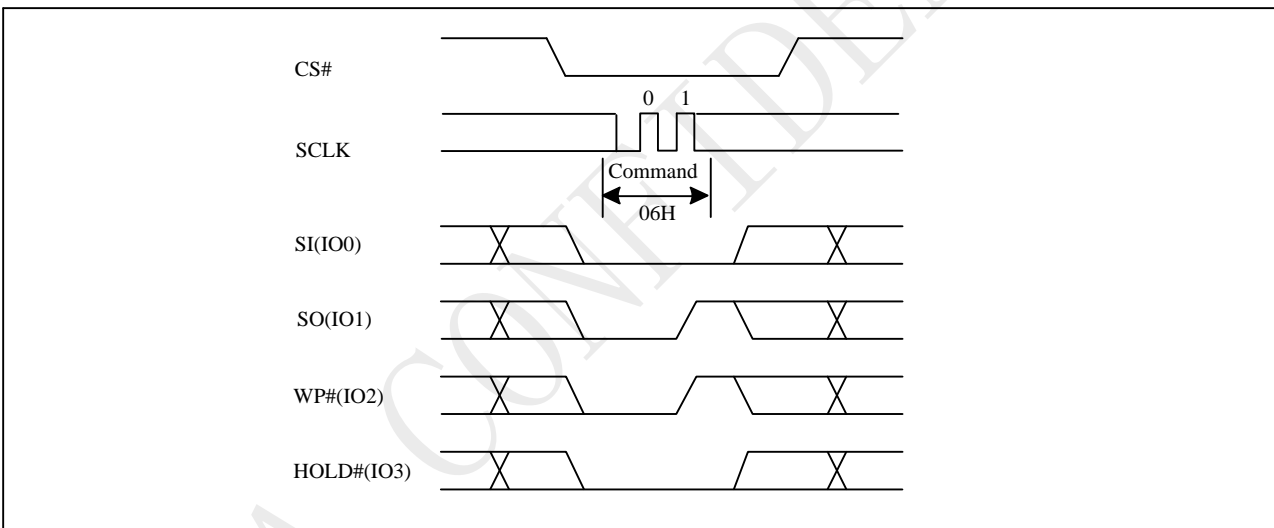 CS#
0 1
SCLK
Command
06H
SI(IO0)
SO(IO1)
WP#(IO2)
HOLD#(IO3)